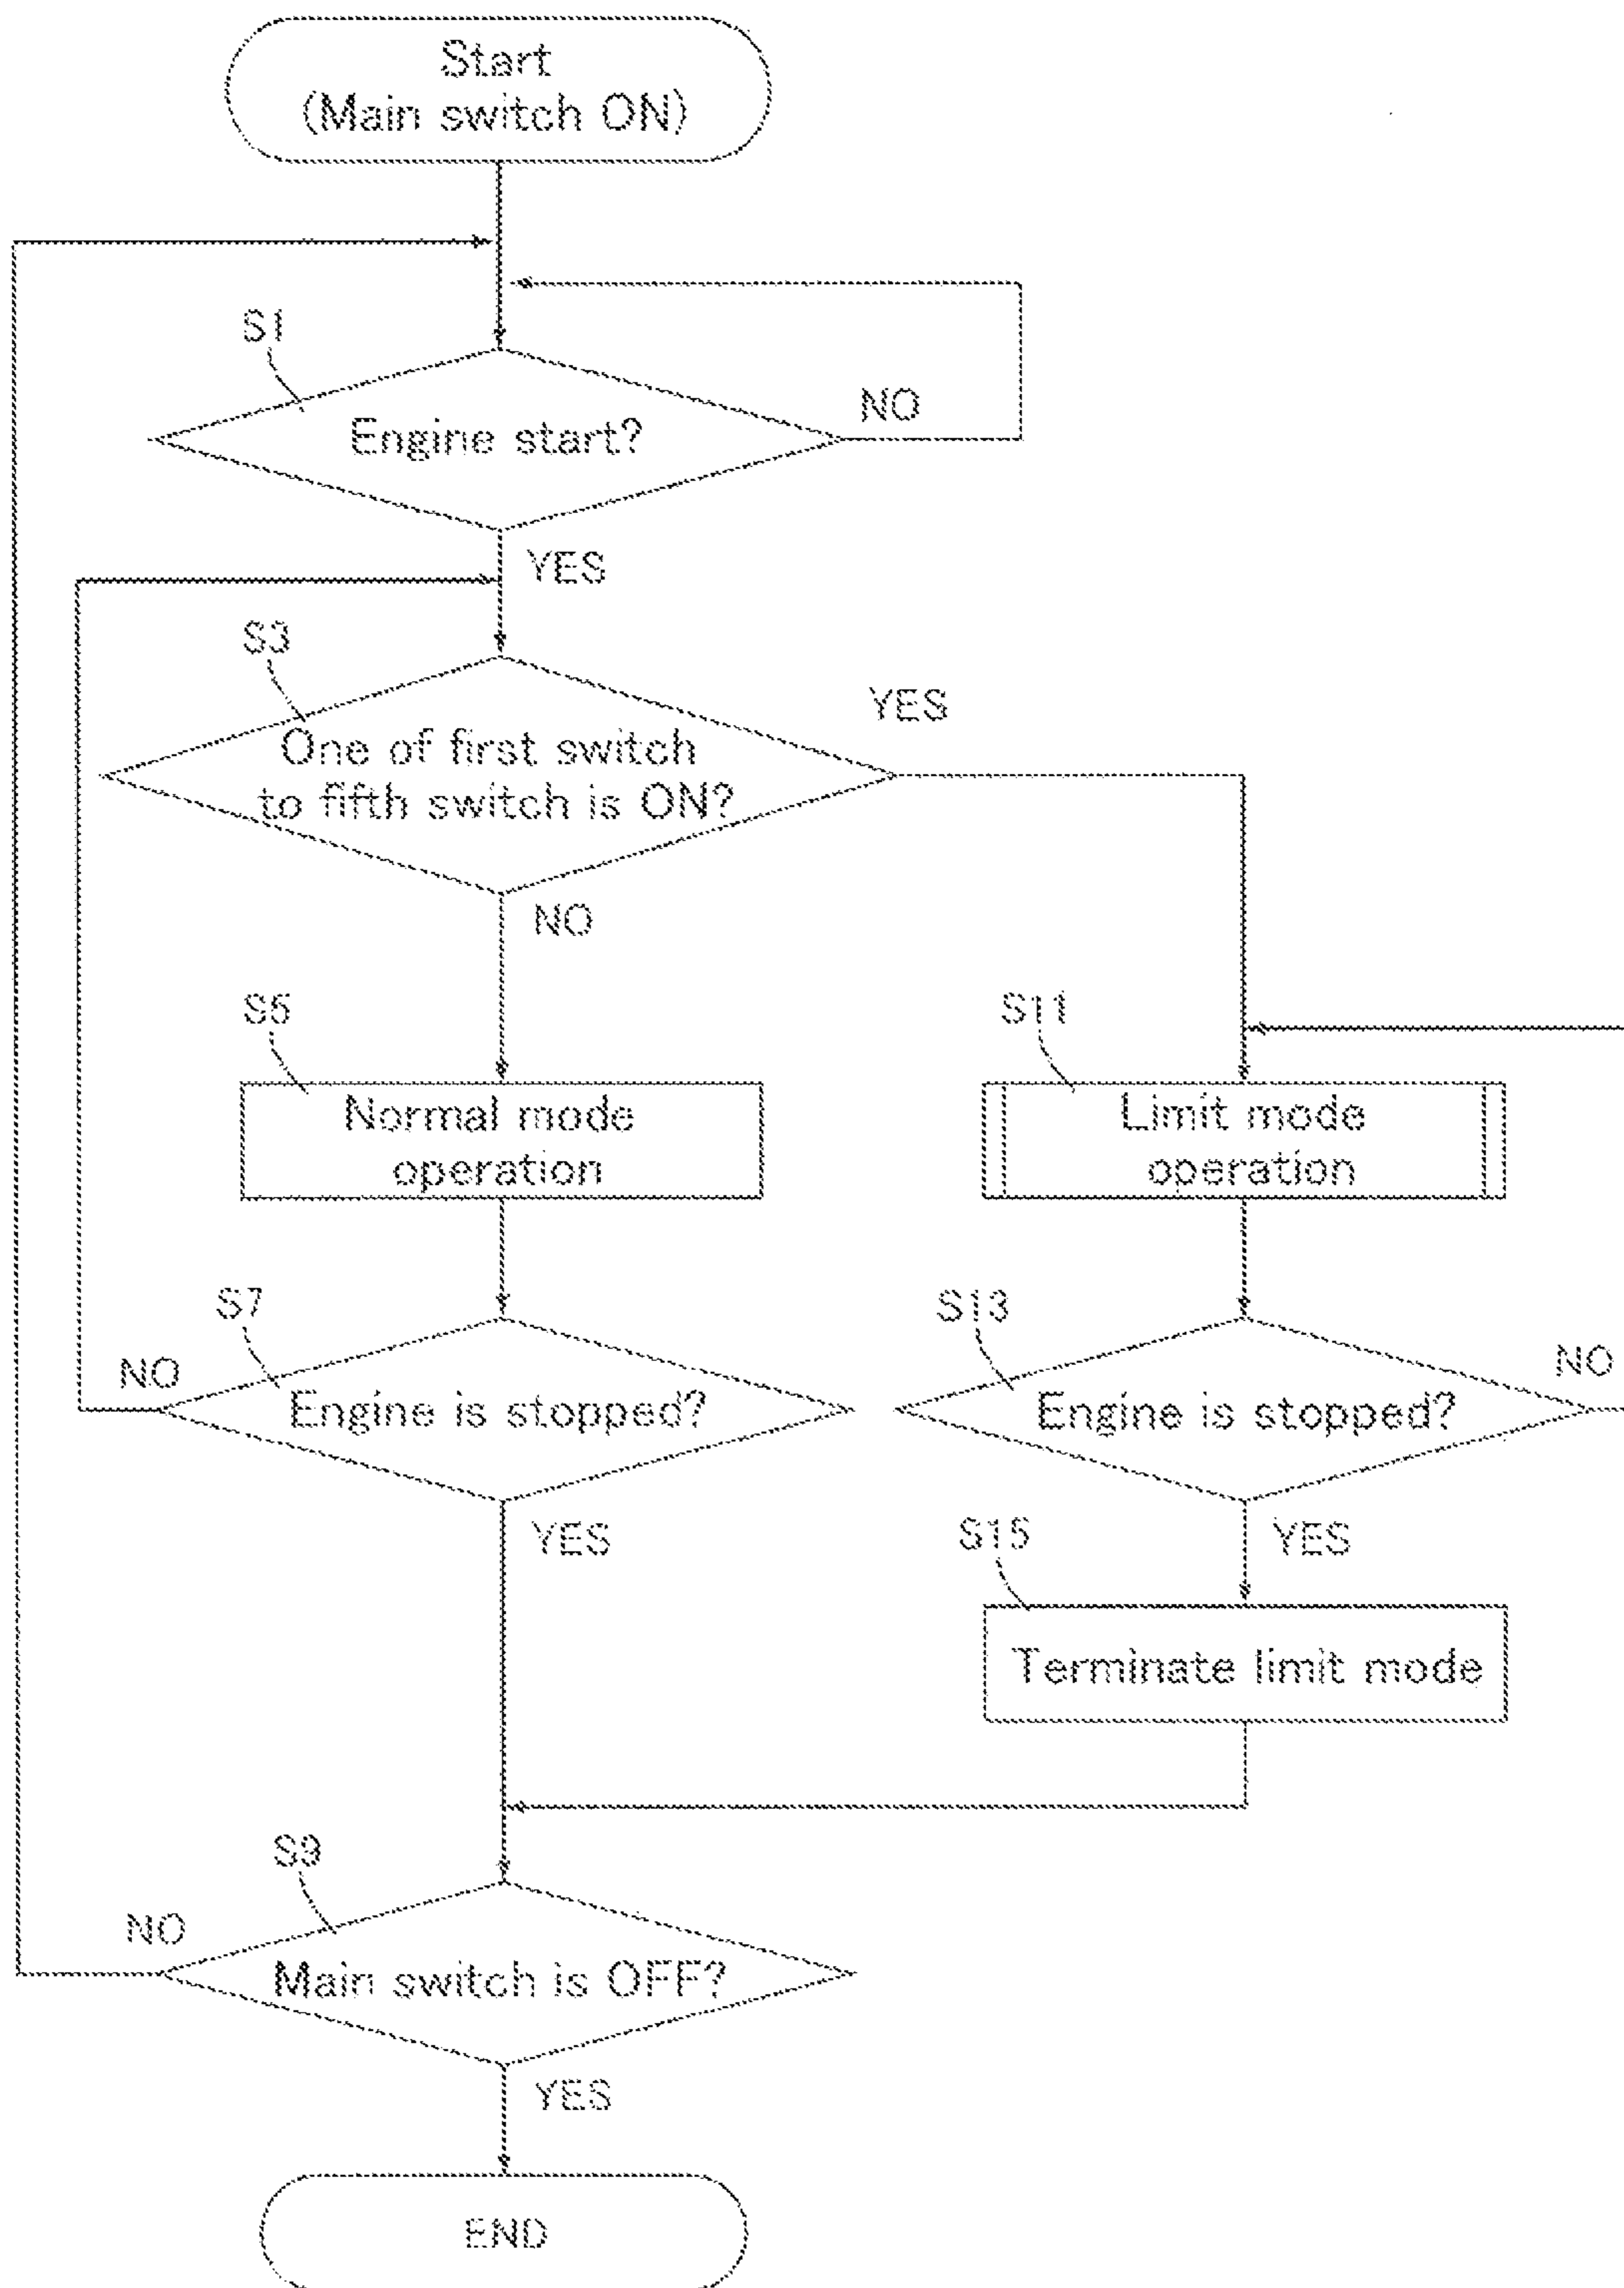 Start
(Main switch ON)
S1
Engine start?
NO
YES
S3
One of first switch
to fifth switch is ON?
YES
NO
S5
Normal mode
operation
S11
Limit mode
operation
S7
NO
Engine is stopped?
YES
S13
Engine is stopped?
NO
YES
S15
Terminate limit mode
S9
NO
Main switch is OFF?
YES
END